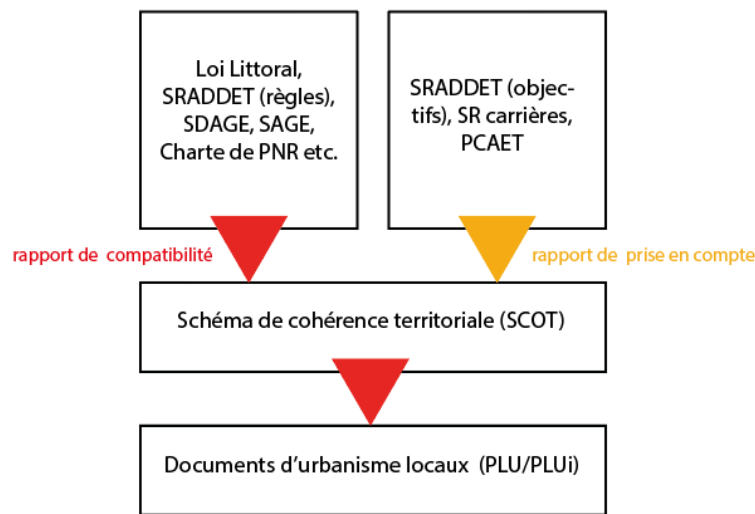 Loi Littoral,
SRADDET (règles),
SDAGE, SAGE,
Charte de PNR etc.
SRADDET (objec-
tifs), SR carrières,
PCAET
rapport de compatibilité
rapport de prise en compte
Schéma de cohérence territoriale (SCOT)
Documents d'urbanisme locaux (PLU/PLUi)